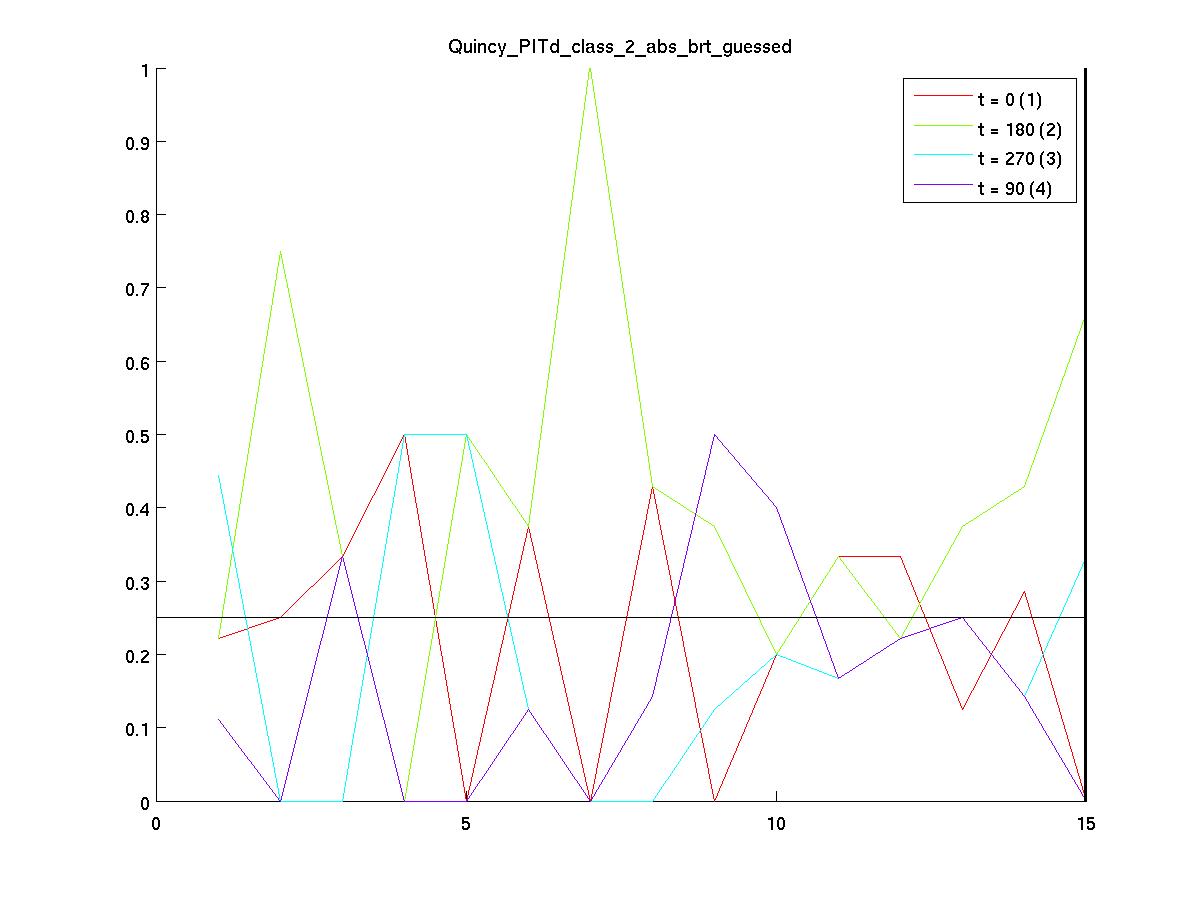 Quincy_PITd_class_2_abs_brt_guessed
1
0.9
0.8
0.7
0.6
0.5
0.4
0.3
0.2
0.1
0
t = 0 (1)
t = 180 (2)
t = 270 (3)
t = 90 (4)
0 5 10 15